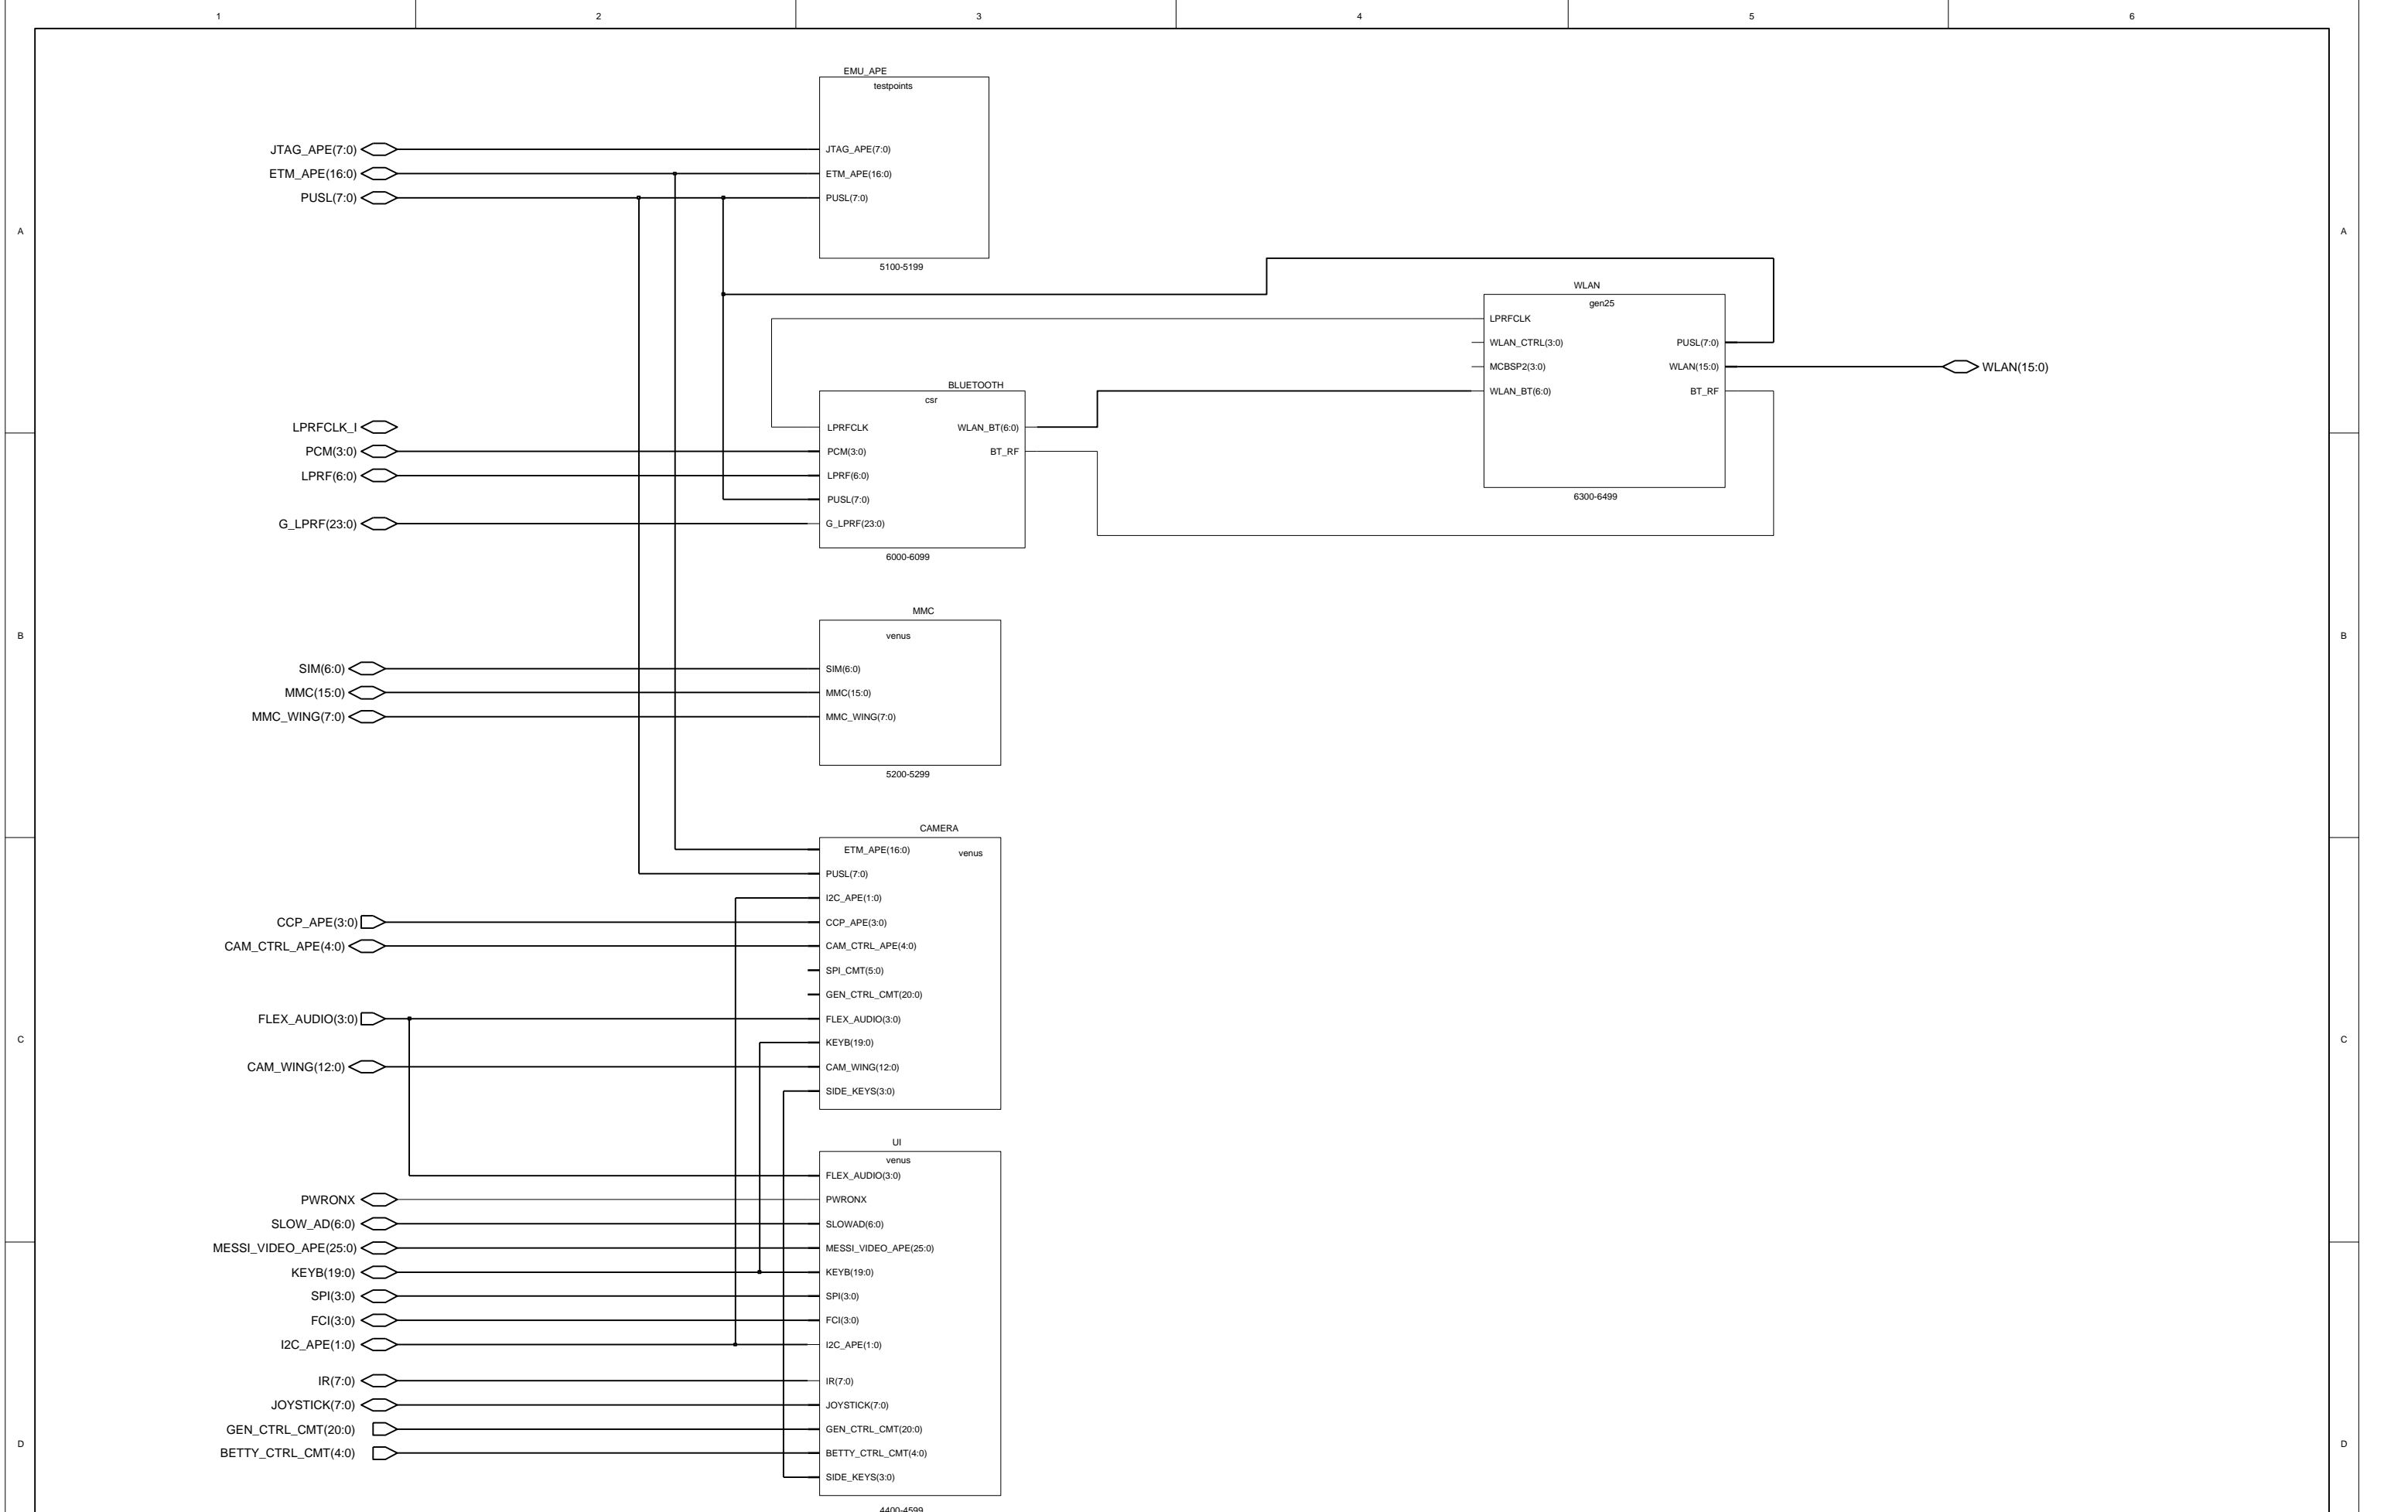 1 2 3 4 5 6
EMU_APE
testpoints
JTAG_APE(7:0) JTAG_APE(7:0)
ETM_APE(16:0) ETM_APE(16:0)
PUSL(7:0) PUSL(7:0)
A A
5100-5199
WLAN
gen25
LPRFCLK
WLAN_CTRL(3:0) PUSL(7:0)
MCBSP2(3:0) WLAN(15:0) WLAN(15:0)
WLAN_BT(6:0) BT_RF
6300-6499
BLUETOOTH
csr
LPRFCLK_I LPRFCLK WLAN_BT(6:0)
PCM(3:0) PCM(3:0) BT_RF
LPRF(6:0) LPRF(6:0)
PUSL(7:0)
G_LPRF(23:0) G_LPRF(23:0)
6000-6099
MMC
B venus B
SIM(6:0) SIM(6:0)
MMC(15:0) MMC(15:0)
MMC_WING(7:0) MMC_WING(7:0)
5200-5299
CAMERA
ETM_APE(16:0) venus
PUSL(7:0)
I2C_APE(1:0)
CCP_APE(3:0) CCP_APE(3:0)
CAM_CTRL_APE(4:0) CAM_CTRL_APE(4:0)
SPI_CMT(5:0)
GEN_CTRL_CMT(20:0)
FLEX_AUDIO(3:0) FLEX_AUDIO(3:0)
C KEYB(19:0) C
CAM_WING(12:0) CAM_WING(12:0)
SIDE_KEYS(3:0)
UI
venus
FLEX_AUDIO(3:0)
PWRONX PWRONX
SLOW_AD(6:0) SLOWAD(6:0)
MESSI_VIDEO_APE(25:0) MESSI_VIDEO_APE(25:0)
KEYB(19:0) KEYB(19:0)
SPI(3:0) SPI(3:0)
FCI(3:0) FCI(3:0)
I2C_APE(1:0) I2C_APE(1:0)
IR(7:0) IR(7:0)
JOYSTICK(7:0) JOYSTICK(7:0)
GEN_CTRL_CMT(20:0) GEN_CTRL_CMT(20:0)
D D
BETTY_CTRL_CMT(4:0) BETTY_CTRL_CMT(4:0)
SIDE_KEYS(3:0)
4400-4599